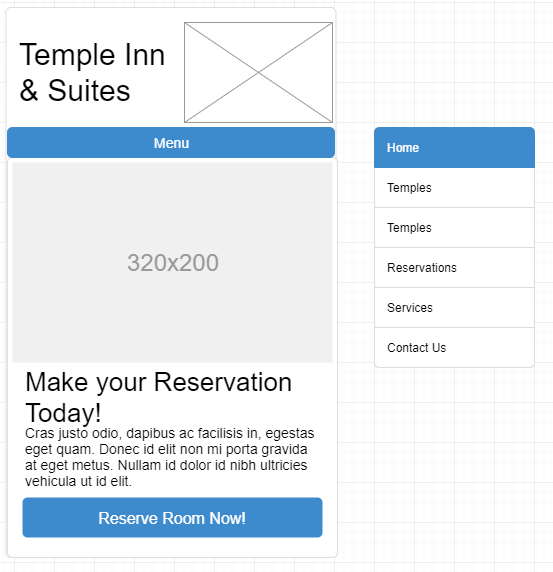 Temple Inn
& Suites
Menu
320x200
Make your Reservation
Today!
Cras justo odio, dapibus ac facilisis in, egestas
eget quam. Donec id elit non mi porta gravida
at eget metus. Nullam id dolor id nibh ultricies
vehicula ut id elit.
Reserve Room Now!
Home
Temples
Temples
Reservations
Services
Contact Us